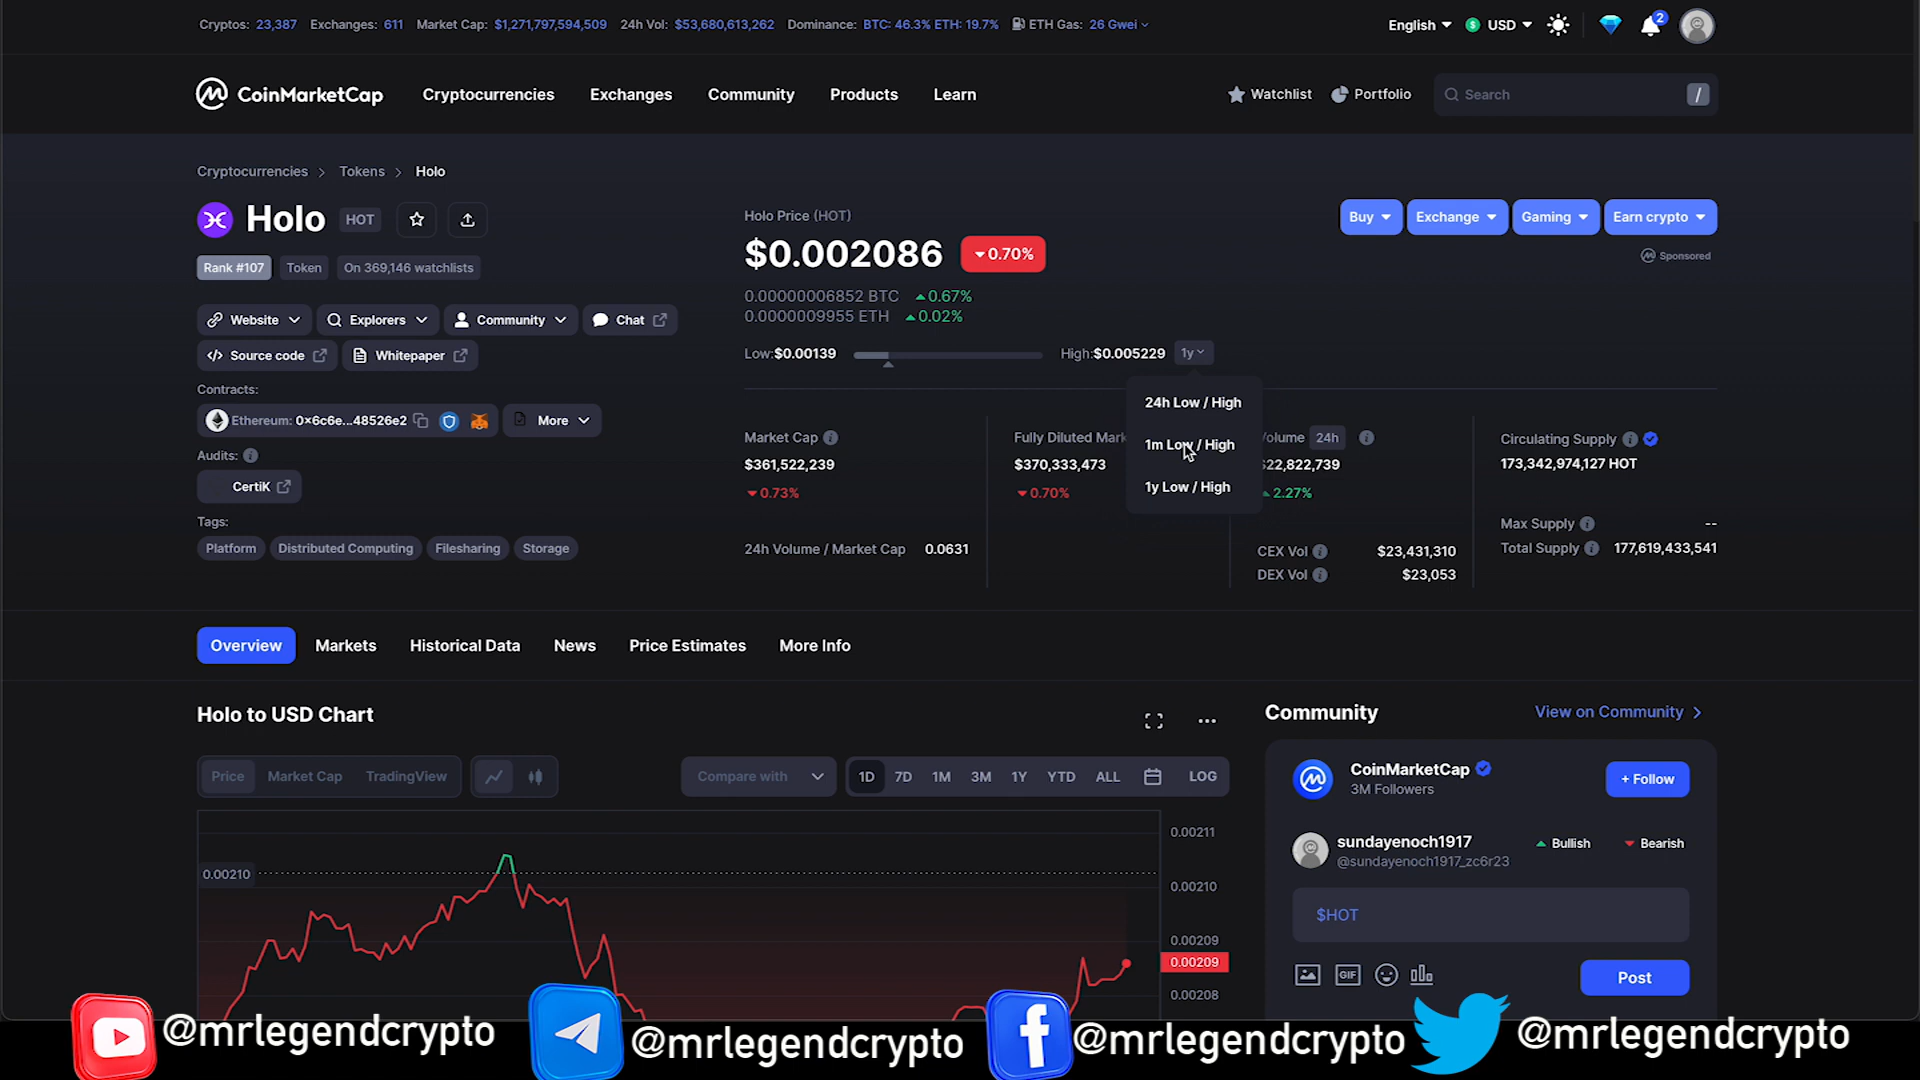 Cryptos: 23,387 Exchanges: 611 Market Cap: $1,271,797,594,509 24h Vol: $53,680,613,262 Dominance: BTC: 46.3% ETH: 19.7% ETH Gas: 26 Gwei English USD 2
CoinMarketCap Cryptocurrencies Exchanges Community Products Learn Watchlist Portfolio Search /
Cryptocurrencies > Tokens > Holo
Holo HOT
Rank #107 Token On 369,146 watchlists
Website Explorers Community Chat
Source code Whitepaper
Contracts:
Ethereum: 0x6c6e...48526e2 More
Audits:
CertiK
Tags:
Platform Distributed Computing Filesharing Storage
Holo Price (HOT)
$0.002086 0.70%
0.00000006852 BTC 0.67%
0.0000009955 ETH 0.02%
Low:$0.00139 High:$0.005229 1y
24h Low / High
1m Low / High
1y Low / High
Buy Exchange Gaming Earn crypto
Sponsored
Market Cap
$361,522,239
0.73%
24h Volume / Market Cap 0.0631
Fully Diluted Mark
$370,333,473
0.70%
olume 24h
22,822,739
2.27%
CEX Vol $23,431,310
DEX Vol $23,053
Circulating Supply
173,342,974,127 HOT
Max Supply --
Total Supply 177,619,433,541
Overview Markets Historical Data News Price Estimates More Info
Holo to USD Chart
Price Market Cap TradingView Compare with 1D 7D 1M 3M 1Y YTD ALL LOG
0.00210
0.00211
0.00210
0.00209
0.00209
0.00208
Community View on Community
CoinMarketCap + Follow
3M Followers
sundayenoch1917 Bullish Bearish
@sundayenoch1917_zc6r23
$HOT
GIF
Post
@mrlegendcrypto @mrlegendcrypto @mrlegendcrypto @mrlegendcrypto